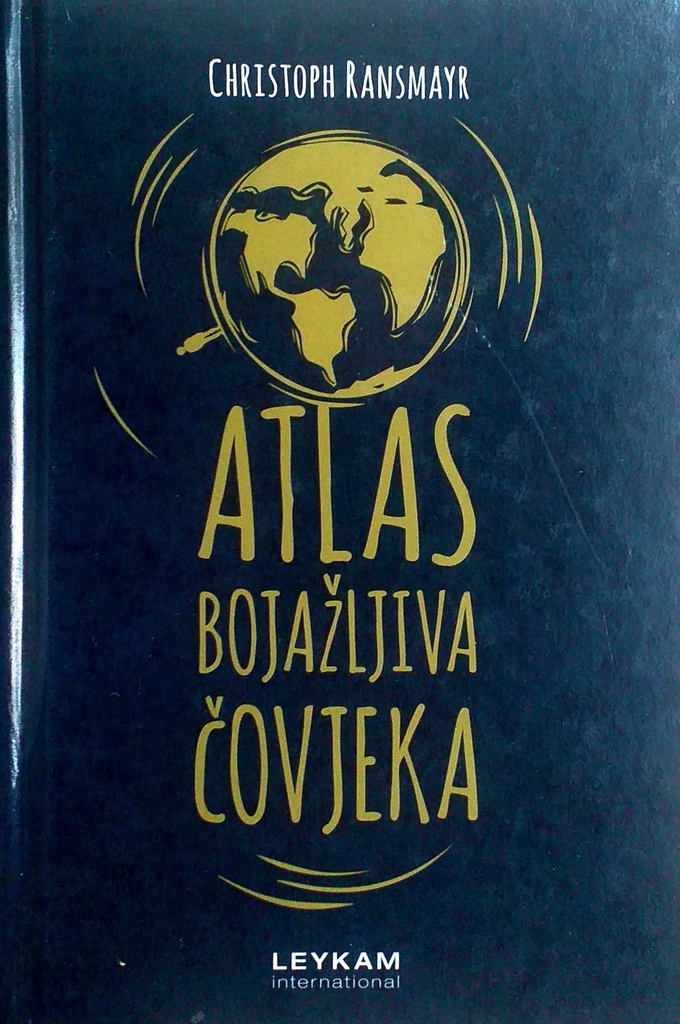 CHRISTOPH RANSMAYR
ATLAS
BOJAŽLJIVA
ČOVJEKA
LEYKAM
international